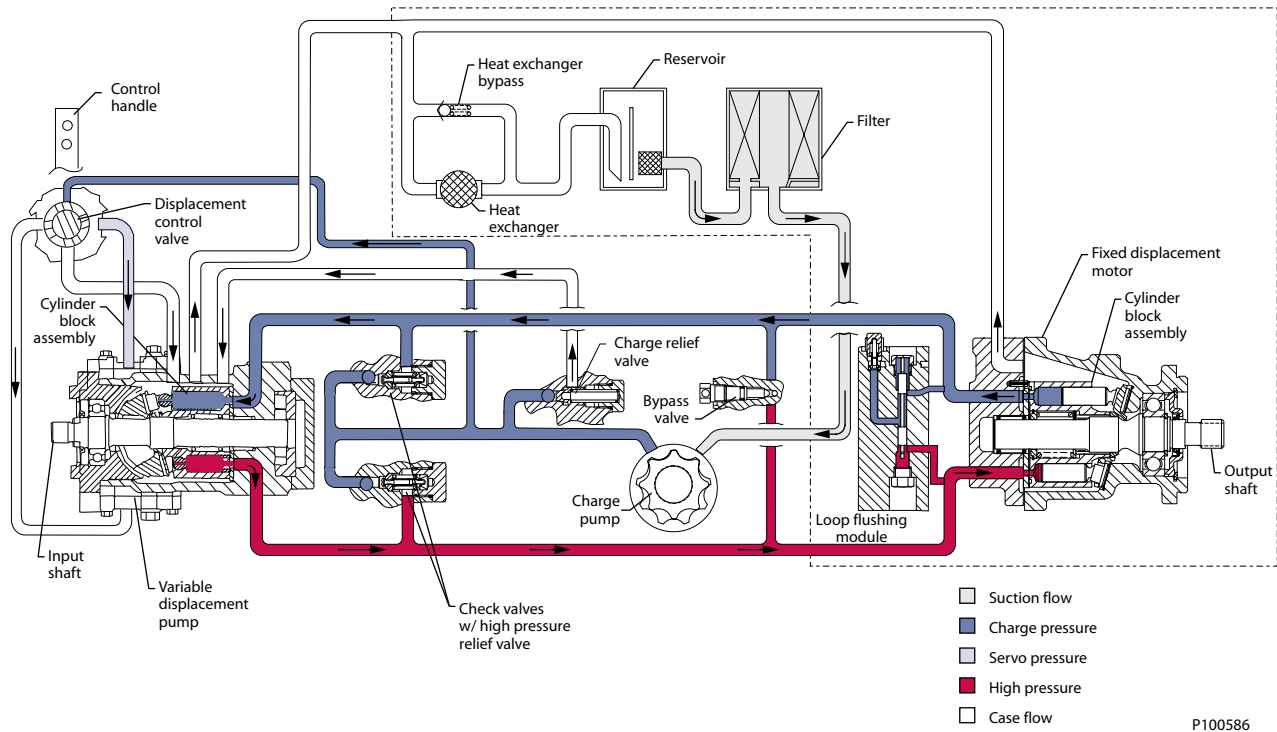 Control
handle
Heat exchanger
bypass
Reservoir
Filter
Displacement
control
valve
Heat
exchanger
Fixed displacement
motor
Cylinder
block
assembly
Cylinder
block
assembly
Charge relief
valve
Bypass
valve
Charge
pump
Loop flushing
module
Output
shaft
Input
shaft
Variable
displacement
pump
Check valves
w/ high pressure
relief valve
Suction flow
Charge pressure
Servo pressure
High pressure
Case flow
P100586